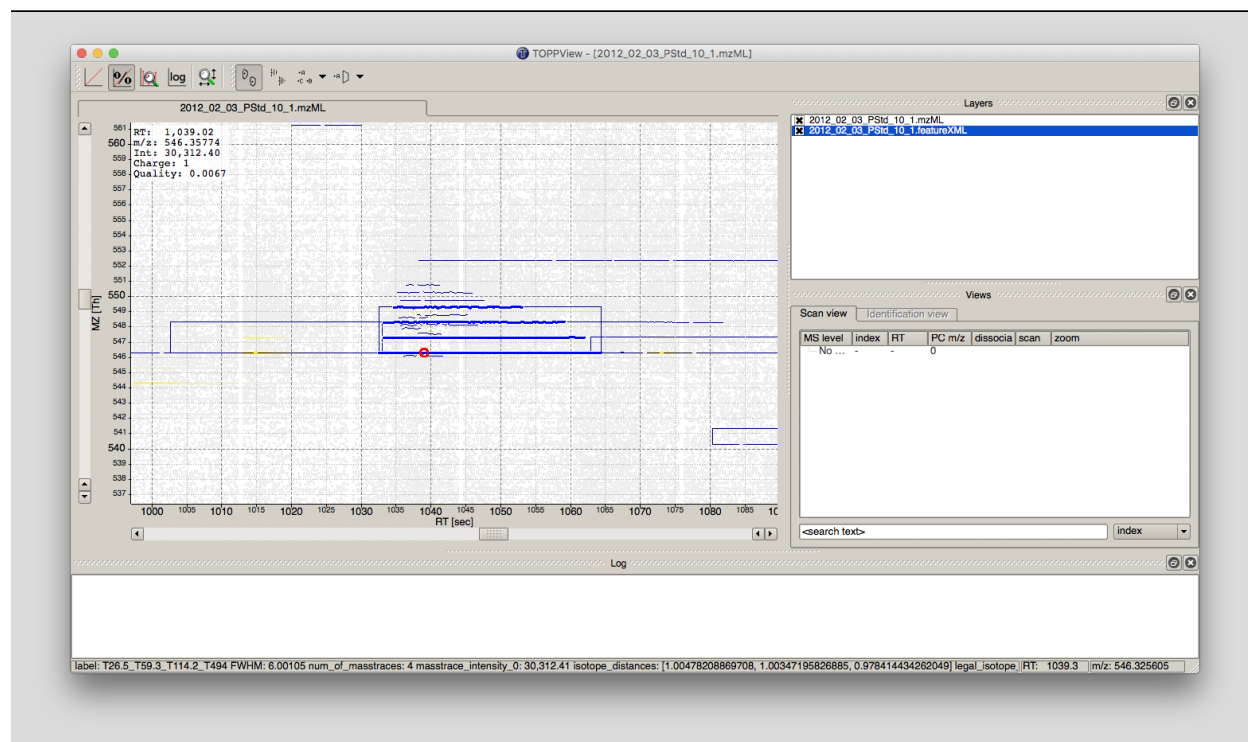 TOPPView - [2012_02_03_PStd_10_1.mzML]
% log
2012_02_03_PStd_10_1.mzML
RT: 1,039.02
m/z: 546.35774
Int: 30,312.40
Charge: 1
Quality: 0.0067
561
560
559
558
557
556
555
554
553
552
551
550
549
548
547
546
545
544
543
542
541
540
539
538
537
MZ [Th]
1000 1005 1010 1015 1020 1025 1030 1035 1040 1045 1050 1055 1060 1065 1070 1075 1080 1085 10
RT [sec]
Layers
2012_02_03_PStd_10_1.mzML
2012_02_03_PStd_10_1.featureXML
Views
Scan view Identification view
MS level index RT PC m/z dissocia scan zoom
No ... - - 0
<search text> index
Log
label: T26.5_T59.3_T114.2_T494 FWHM: 6.00105 num_of_masstraces: 4 masstrace_intensity_0: 30,312.41 isotope_distances: [1.00478208869708, 1.00347195826885, 0.978414434262049] legal_isotope_ RT: 1039.3 m/z: 546.325605